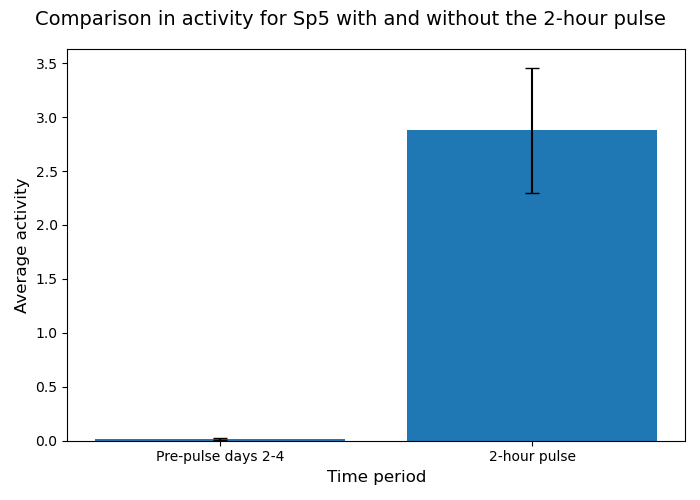 Comparison in activity for Sp5 with and without the 2-hour pulse
3.5
3.0
2.5
2.0
1.5
1.0
0.5
0.0
Average activity
Pre-pulse days 2-4
2-hour pulse
Time period